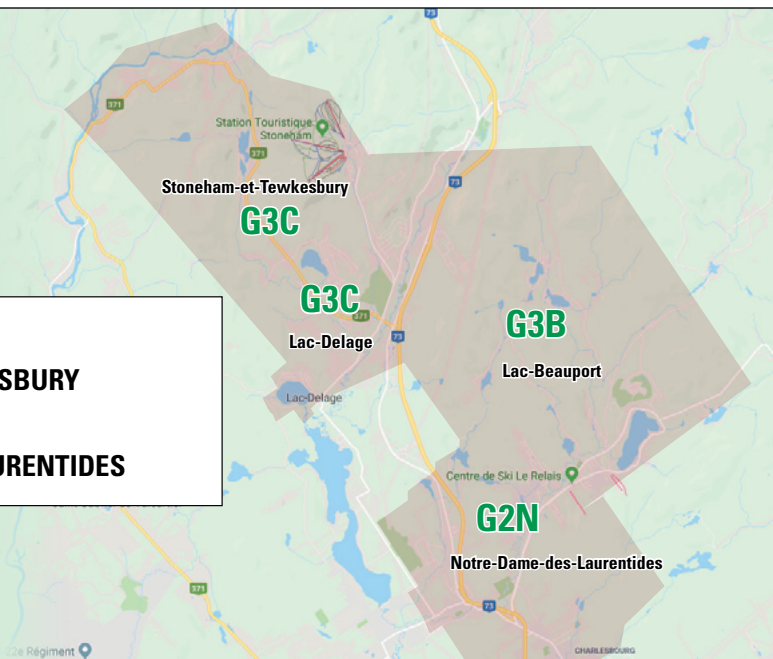 73
371
Station Touristique
Stoneham
371
73
Stoneham-et-Tewkesbury
G3C
G3C
371
G3B
73
Lac-Delage
Lac-Beauport
SBURY
Lac-Delage
URENTIDES
Centre de Ski Le Relais
G2N
Notre-Dame-des-Laurentides
371
73
22e Régiment
CHARLESBOURG